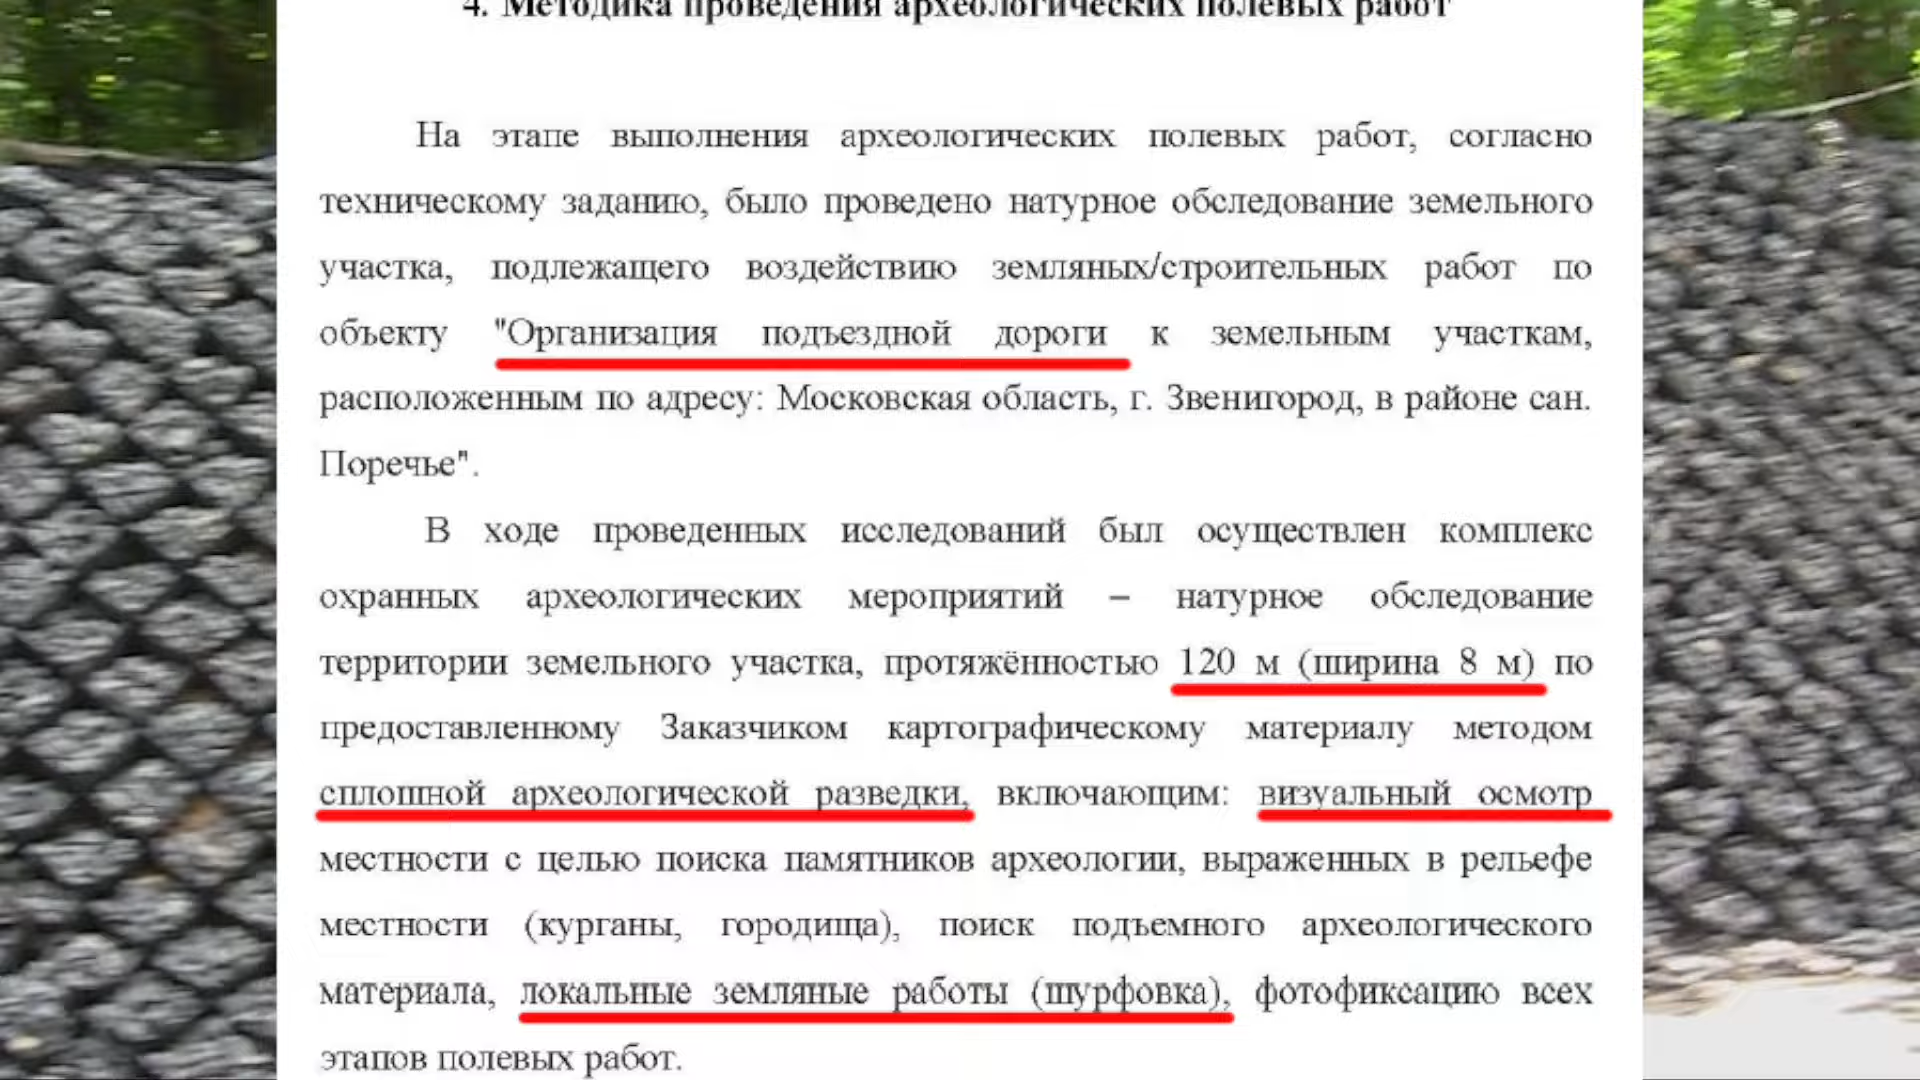 4. Методика проведения археологических полевых работ
На этапе выполнения археологических полевых работ, согласно
техническому заданию, было проведено натурное обследование земельного
участка, подлежащего воздействию земляных/строительных работ по
объекту "Организация подъездной дороги к земельным участкам,
расположенным по адресу: Московская область, г. Звенигород, в районе сан.
Поречье".
В ходе проведенных исследований был осуществлен комплекс
охранных археологических мероприятий – натурное обследование
территории земельного участка, протяжённостью 120 м (ширина 8 м) по
предоставленному Заказчиком картографическому материалу методом
сплошной археологической разведки, включающим: визуальный осмотр
местности с целью поиска памятников археологии, выраженных в рельефе
местности (курганы, городища), поиск подъемного археологического
материала, локальные земляные работы (шурфовка), фотофиксацию всех
этапов полевых работ.